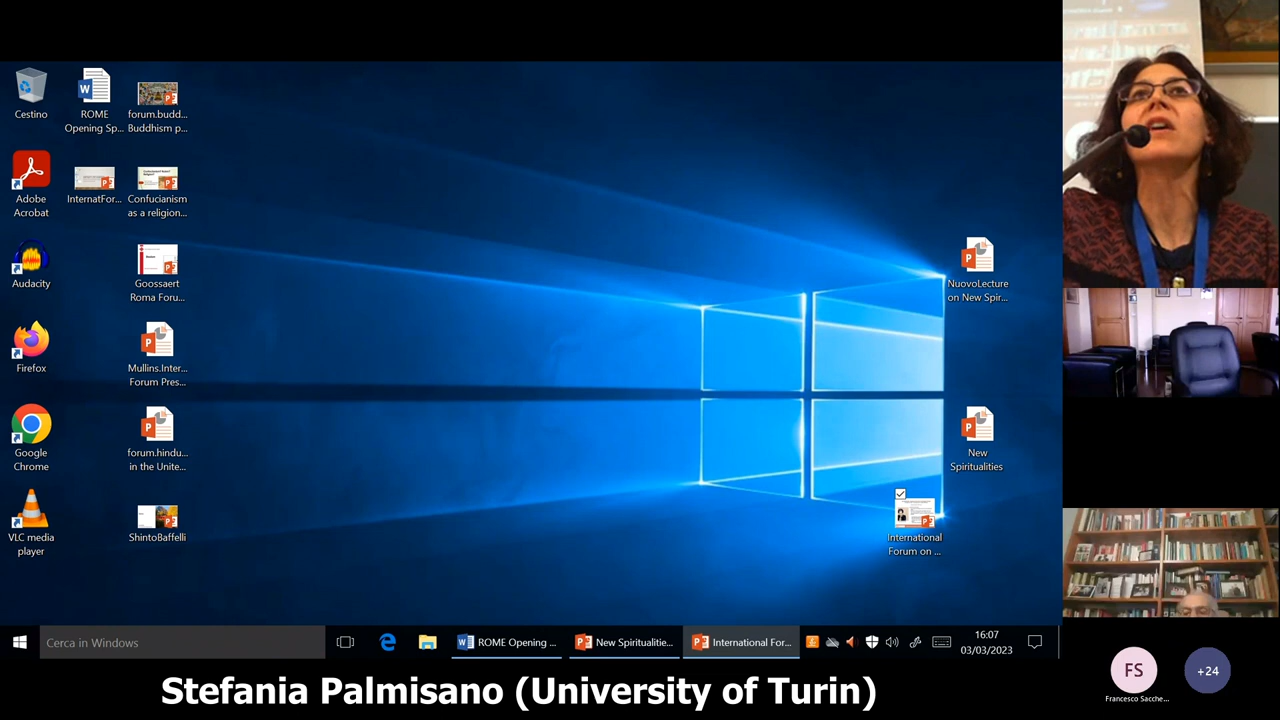 Cestino
ROME
Opening Sp...
forum.budd...
Buddhism p...
Adobe
Acrobat
InternatFor...
Confucianism
as a religion...
Audacity
Goossaert
Roma Foru...
NuovoLecture
on New Spir...
Firefox
Mullins.Inter...
Forum Pres...
Google
Chrome
forum.hindu...
in the Unite...
New
Spiritualities
VLC media
player
ShintoBaffelli
International
Forum on ...
Cerca in Windows
ROME Opening ...
New Spiritualitie...
International For...
16:07
03/03/2023
FS
Francesco Sacche...
+24
Stefania Palmisano (University of Turin)